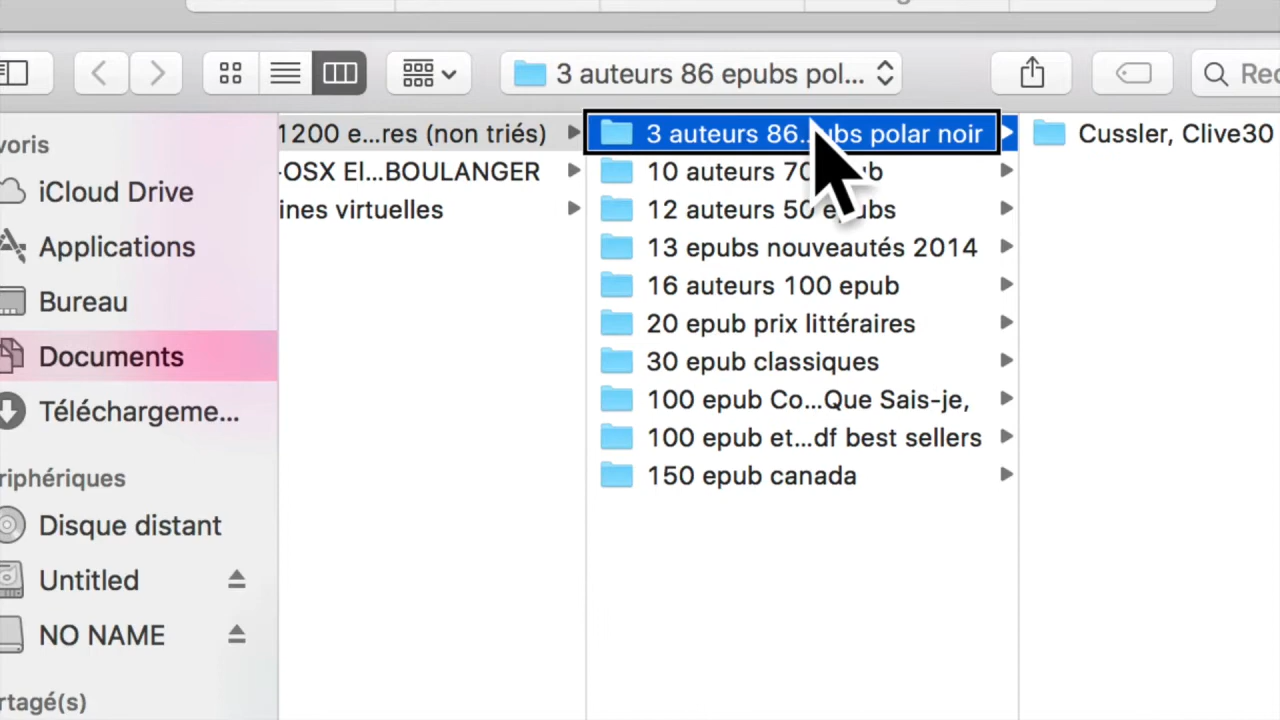 3 auteurs 86 epubs pol...
voris
iCloud Drive
Applications
Bureau
Documents
Téléchargeme...
riphériques
Disque distant
Untitled
NO NAME
rtagé(s)
1200 e...res (non triés)
-OSX El...BOULANGER
ines virtuelles
3 auteurs 86...ubs polar noir
10 auteurs 70 epub
12 auteurs 50 epubs
13 epubs nouveautés 2014
16 auteurs 100 epub
20 epub prix littéraires
30 epub classiques
100 epub Co...Que Sais-je,
100 epub et...df best sellers
150 epub canada
Cussler, Clive30